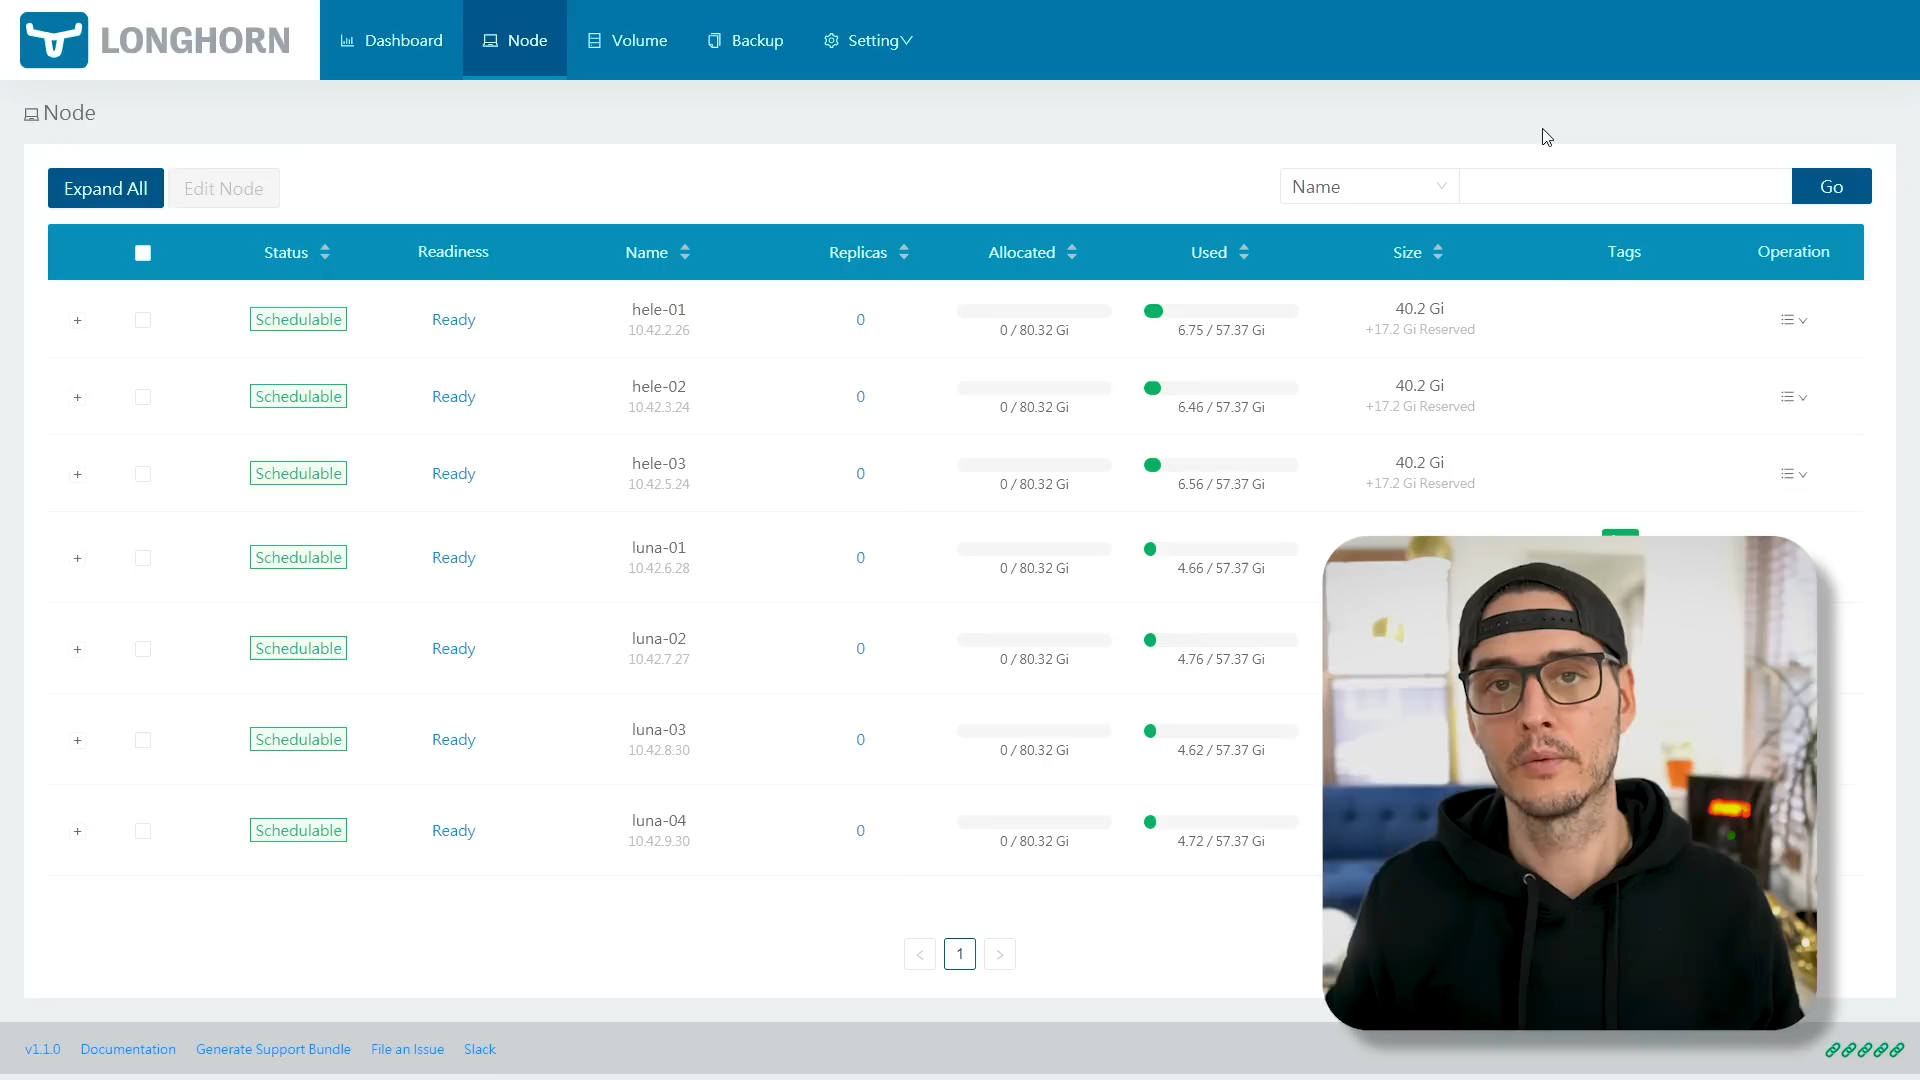 LONGHORN
Dashboard
Node
Volume
Backup
Setting
Node
Expand All
Edit Node
Name
Go
Status
Readiness
Name
Replicas
Allocated
Used
Size
Tags
Operation
+
Schedulable
Ready
hele-01
10.42.2.26
0
0 / 80.32 Gi
6.75 / 57.37 Gi
40.2 Gi
+17.2 Gi Reserved
+
Schedulable
Ready
hele-02
10.42.3.24
0
0 / 80.32 Gi
6.46 / 57.37 Gi
40.2 Gi
+17.2 Gi Reserved
+
Schedulable
Ready
hele-03
10.42.5.24
0
0 / 80.32 Gi
6.56 / 57.37 Gi
40.2 Gi
+17.2 Gi Reserved
+
Schedulable
Ready
luna-01
10.42.6.28
0
0 / 80.32 Gi
4.66 / 57.37 Gi
+
Schedulable
Ready
luna-02
10.42.7.27
0
0 / 80.32 Gi
4.76 / 57.37 Gi
+
Schedulable
Ready
luna-03
10.42.8.30
0
0 / 80.32 Gi
4.62 / 57.37 Gi
+
Schedulable
Ready
luna-04
10.42.9.30
0
0 / 80.32 Gi
4.72 / 57.37 Gi
< 1 >
v1.1.0
Documentation
Generate Support Bundle
File an Issue
Slack